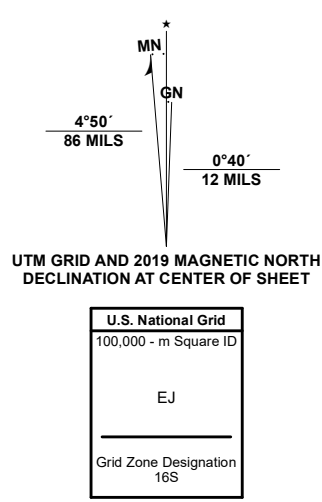 MN
GN
4°50´
86 MILS
0°40´
12 MILS
UTM GRID AND 2019 MAGNETIC NORTH
DECLINATION AT CENTER OF SHEET
U.S. National Grid
100,000 - m Square ID
EJ
Grid Zone Designation
16S